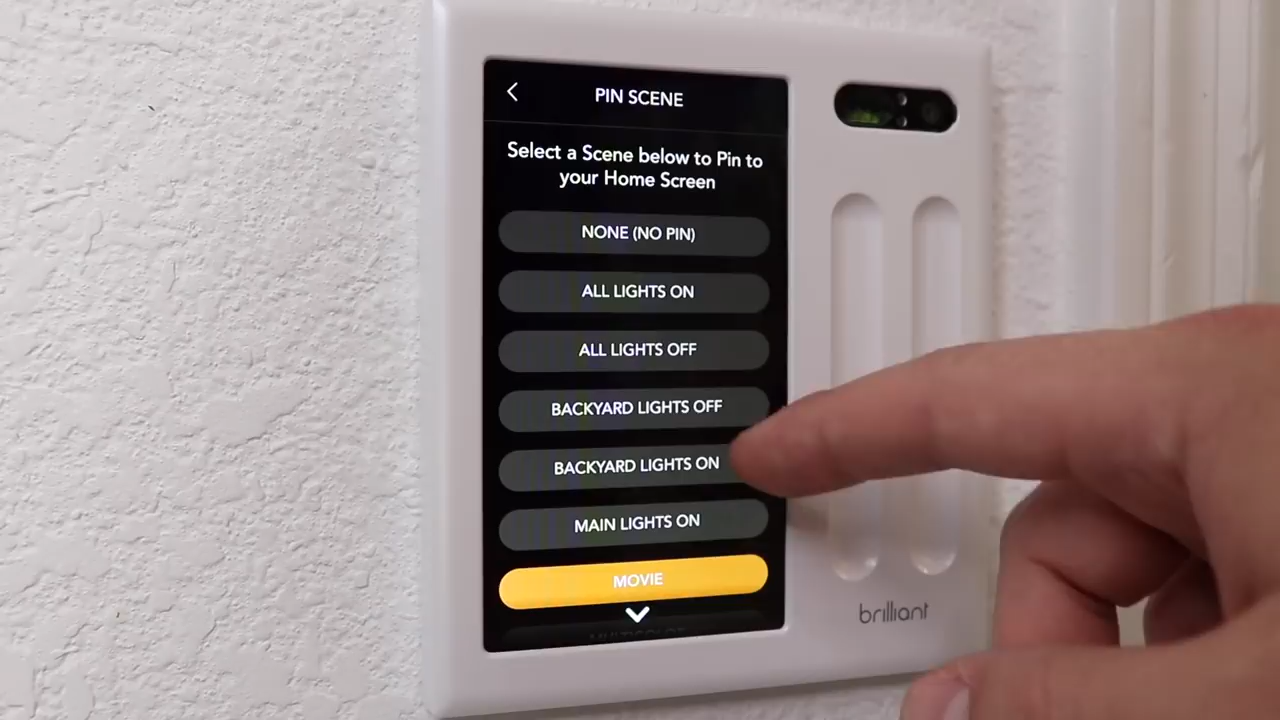 PIN SCENE
Select a Scene below to Pin to
your Home Screen
NONE (NO PIN)
ALL LIGHTS ON
ALL LIGHTS OFF
BACKYARD LIGHTS OFF
BACKYARD LIGHTS ON
MAIN LIGHTS ON
MOVIE
brilliant